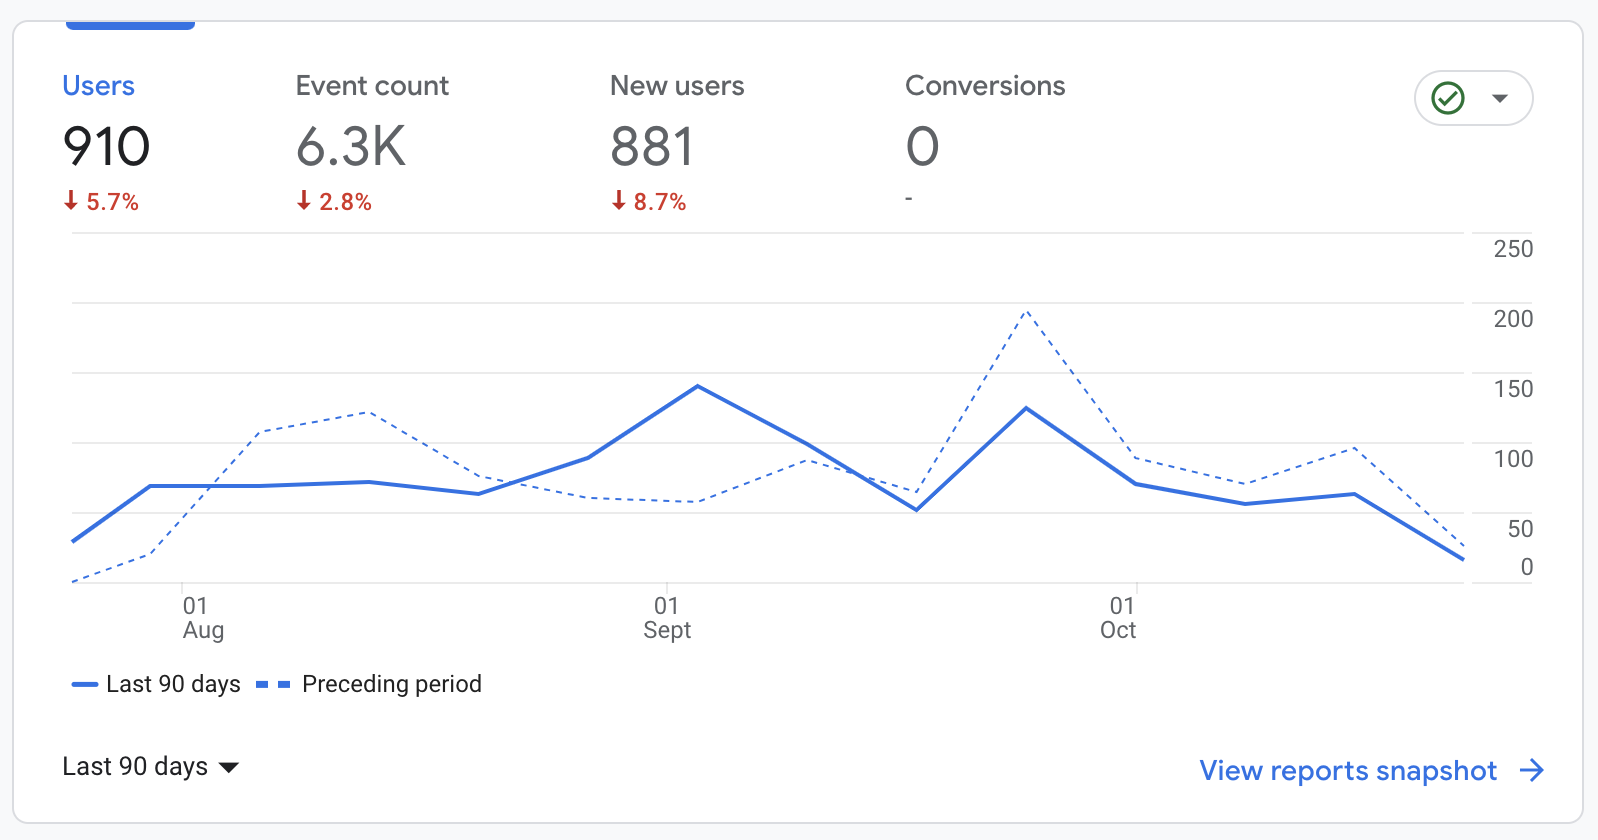 Users
910
↓ 5.7%
Event count
6.3K
↓ 2.8%
New users
881
↓ 8.7%
Conversions
0
-
250
200
150
100
50
0
01
Aug
01
Sept
01
Oct
Last 90 days
Preceding period
Last 90 days
View reports snapshot →